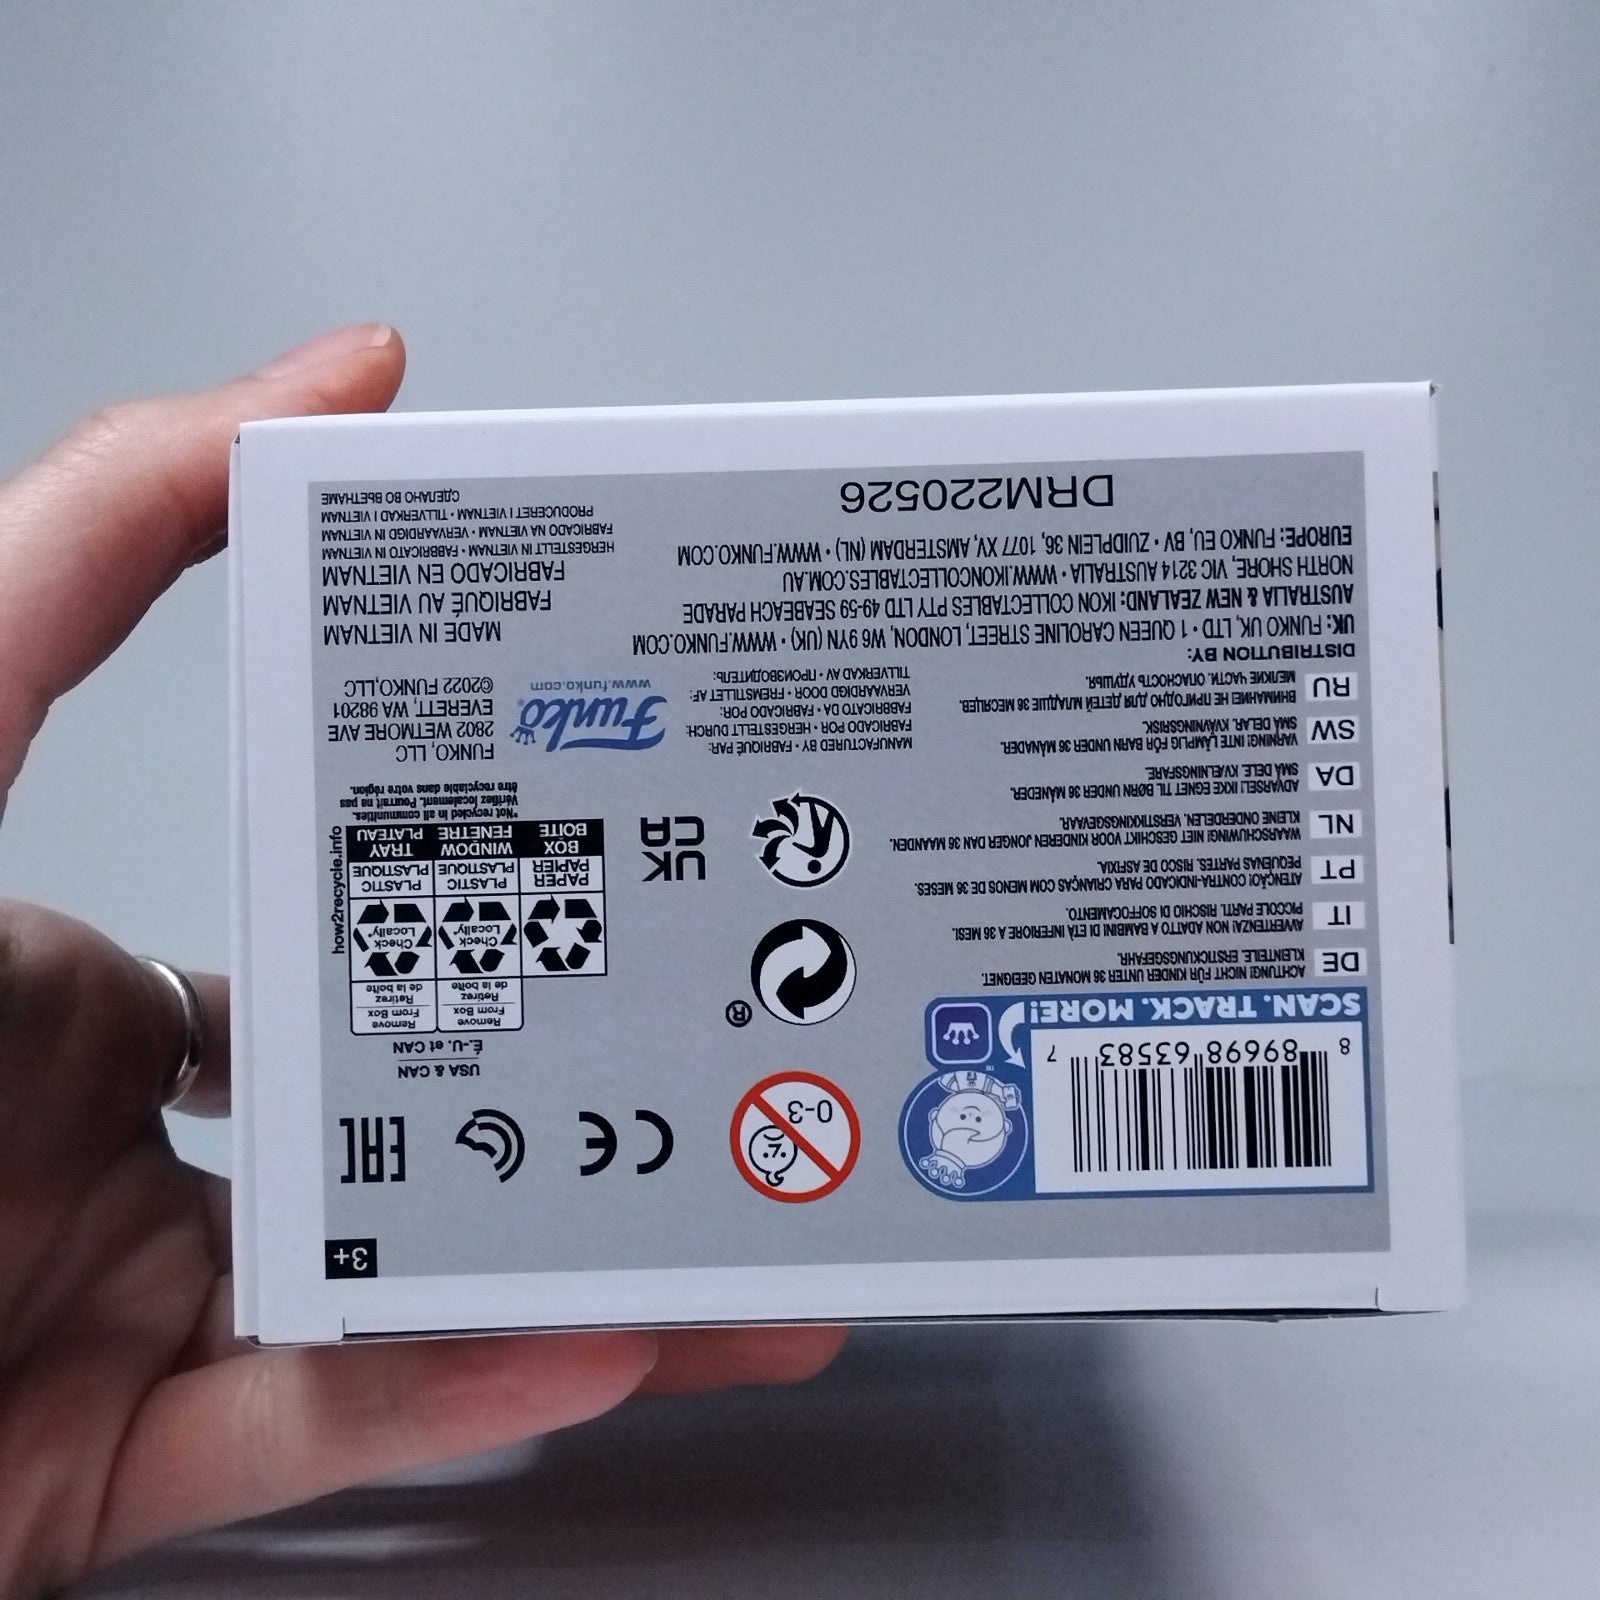 3+
8 89698 63583 7
SCAN. TRACK. MORE!
DE
ACHTUNG! NICHT FÜR KINDER UNTER 36 MONATEN GEEIGNET.
KLEINTEILE. ERSTICKUNGSGEFAHR.
IT
AVVERTENZA! NON ADATTO A BAMBINI DI ETÀ INFERIORE A 36 MESI.
PICCOLE PARTI. RISCHIO DI SOFFOCAMENTO.
PT
ATENÇÃO! CONTRA-INDICADO PARA CRIANÇAS COM MENOS DE 36 MESES.
PEQUENAS PARTES. RISCO DE ASFIXIA.
NL
WAARSCHUWING! NIET GESCHIKT VOOR KINDEREN JONGER DAN 36 MAANDEN.
KLEINE ONDERDELEN. VERSTIKKINGSGEVAAR.
DA
ADVARSEL! IKKE EGNET TIL BØRN UNDER 36 MÅNEDER.
SMÅ DELE. KVÆLNINGSFARE.
SW
VARNING! INTE LÄMPLIG FÖR BARN UNDER 36 MÅNADER.
SMÅ DELAR. KVÄVNINGSRISK.
RU
ВНИМАНИЕ! НЕ ПРИГОДНО ДЛЯ ДЕТЕЙ МЛАДШЕ 36 МЕСЯЦЕВ.
МЕЛКИЕ ЧАСТИ. ОПАСНОСТЬ УДУШЬЯ.
0-3
CE
EAC
®
UK
CA
USA & CAN
É.-U. et CAN
Remove
From Box
Retirez
de la boîte
Remove
From Box
Retirez
de la boîte
Check
Locally*
Check
Locally*
PAPER
PAPIER
BOX
BOÎTE
PLASTIC
PLASTIQUE
WINDOW
FENÊTRE
PLASTIC
PLASTIQUE
TRAY
PLATEAU
how2recycle.info
*Not recycled in all communities.
Vérifiez localement. Pourrait ne pas
être recyclable dans votre région.
MANUFACTURED BY • FABRIQUÉ PAR:
FABRICADO POR • HERGESTELLT DURCH:
FABBRICATO DA • FABRICADO POR:
VERVAARDIGD DOOR • FREMSTILLET AF:
TILLVERKAD AV • ПРОИЗВОДИТЕЛЬ:
Funko
www.funko.com
FUNKO, LLC
2802 WETMORE AVE
EVERETT, WA 98201
©2022 FUNKO,LLC
DISTRIBUTION BY:
UK: FUNKO UK, LTD • 1 QUEEN CAROLINE STREET, LONDON, W6 9YN (UK) • WWW.FUNKO.COM
AUSTRALIA & NEW ZEALAND: IKON COLLECTABLES PTY LTD 49-59 SEABEACH PARADE
NORTH SHORE, VIC 3214 AUSTRALIA • WWW.IKONCOLLECTABLES.COM.AU
EUROPE: FUNKO EU, BV • ZUIDPLEIN 36, 1077 XV, AMSTERDAM (NL) • WWW.FUNKO.COM
DRM220526
MADE IN VIETNAM
FABRIQUÉ AU VIETNAM
FABRICADO EN VIETNAM
HERGESTELLT IN VIETNAM • FABBRICATO IN VIETNAM
FABRICADO NA VIETNAM • VERVAARDIGD IN VIETNAM
PRODUCERET I VIETNAM • TILLVERKAD I VIETNAM
СДЕЛАНО ВО ВЬЕТНАМЕ